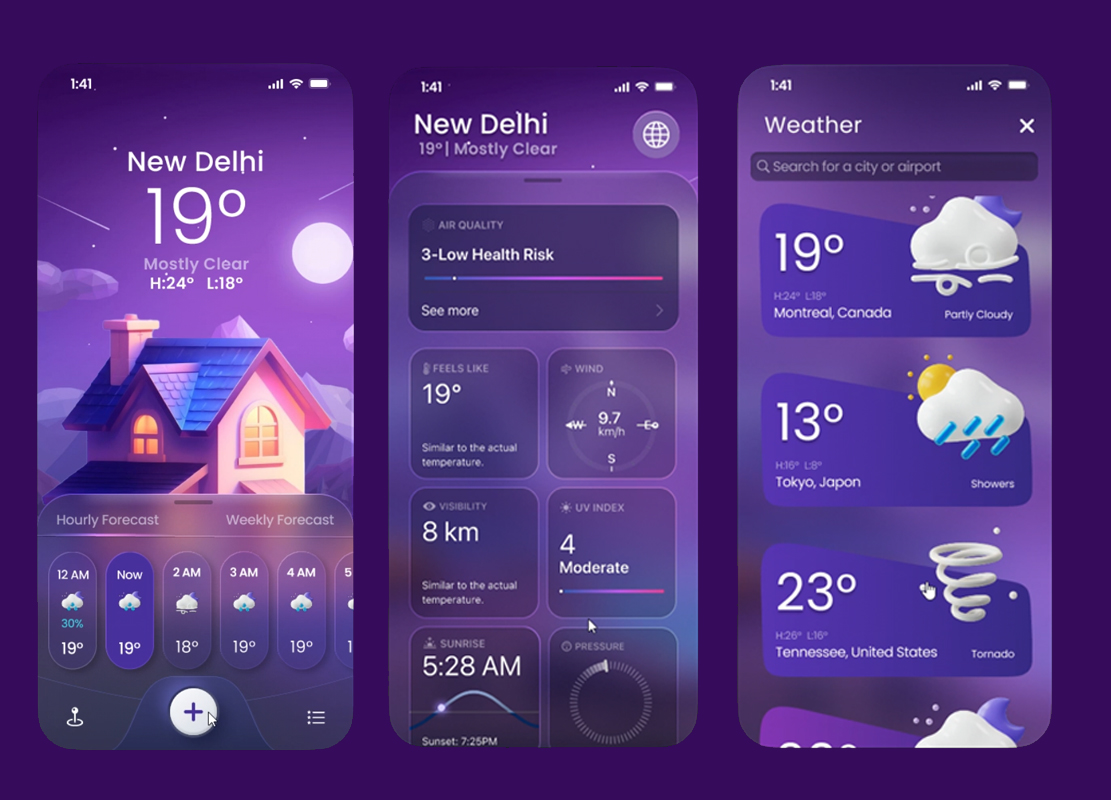 1:41
New Delhi
19°
Mostly Clear
H:24° L:18°
Hourly Forecast Weekly Forecast
12 AM Now 2 AM 3 AM 4 AM 5
30%
19° 19° 18° 19° 19° 1
1:41
New Delhi
19° | Mostly Clear
AIR QUALITY
3-Low Health Risk
See more
FEELS LIKE
19°
Similar to the actual
temperature.
WIND
N
W 9.7 E
km/h
S
VISIBILITY
8 km
Similar to the actual
temperature.
UV INDEX
4
Moderate
SUNRISE
5:28 AM
Sunset: 7:25PM
PRESSURE
1:41
Weather
Search for a city or airport
19°
H:24° L:18°
Montreal, Canada
Partly Cloudy
13°
H:16° L:8°
Tokyo, Japon
Showers
23°
H:26° L:16°
Tennessee, United States
Tornado